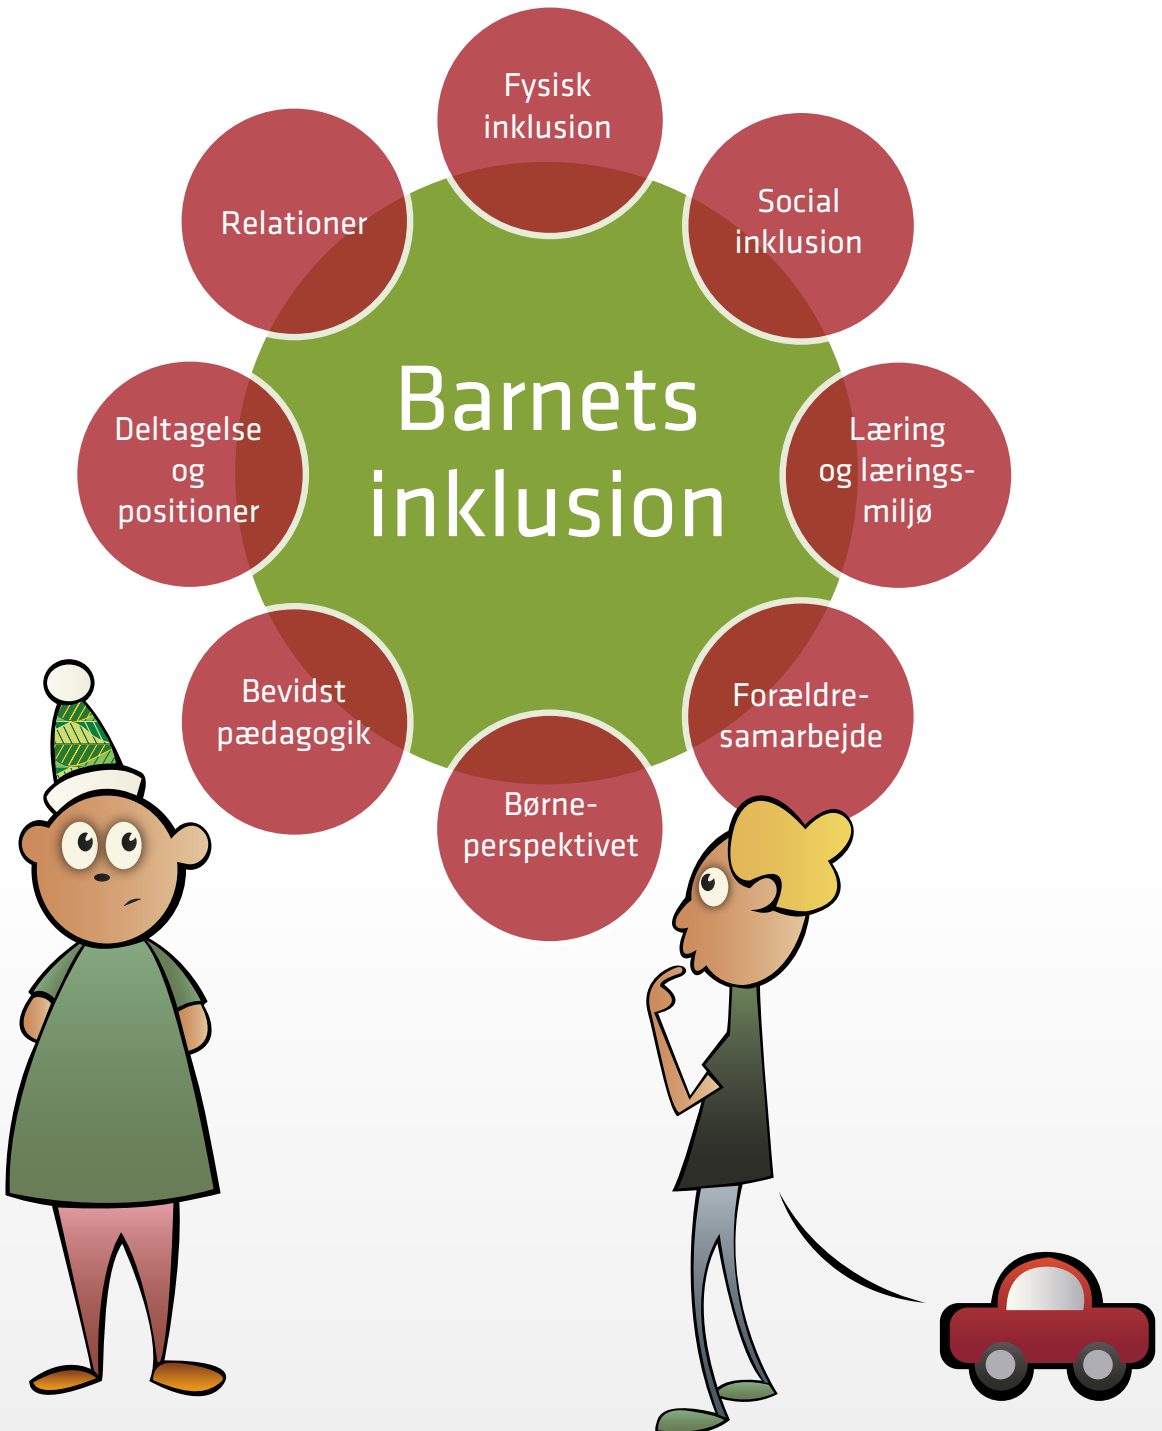 Fysisk
inklusion
Social
inklusion
Relationer
Barnets
inklusion
Deltagelse
og
positioner
Læring
og lærings-
miljø
Bevidst
pædagogik
Forældre-
samarbejde
Børne-
perspektivet